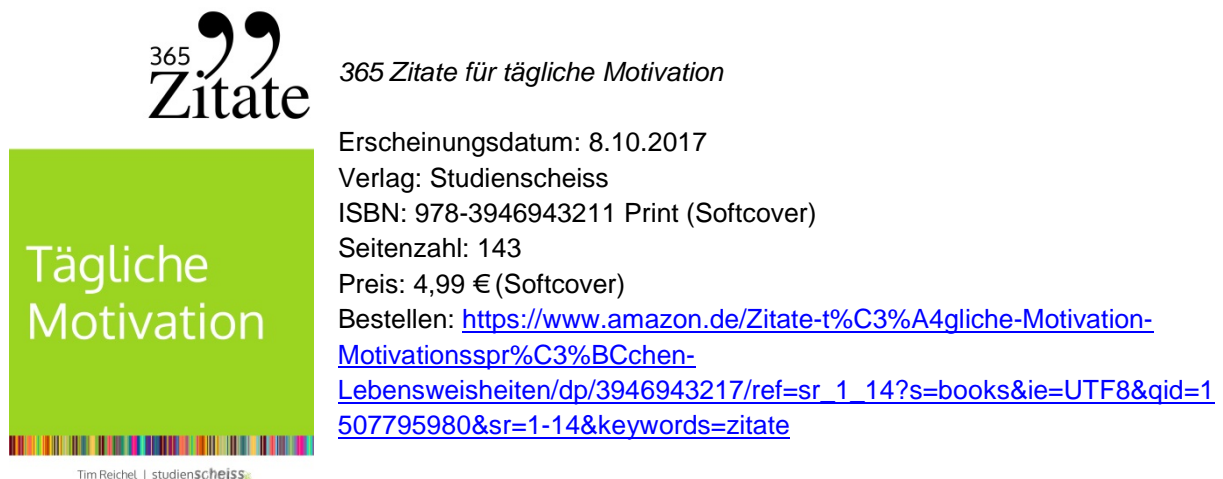 365
Zitate
Tägliche
Motivation
Tim Reichel | studienscheiss
365 Zitate für tägliche Motivation
Erscheinungsdatum: 8.10.2017
Verlag: Studienscheiss
ISBN: 978-3946943211 Print (Softcover)
Seitenzahl: 143
Preis: 4,99 € (Softcover)
Bestellen: https://www.amazon.de/Zitate-t%C3%A4gliche-Motivation-
Motivationsspr%C3%BCchen-
Lebensweisheiten/dp/3946943217/ref=sr_1_14?s=books&ie=UTF8&qid=1
507795980&sr=1-14&keywords=zitate